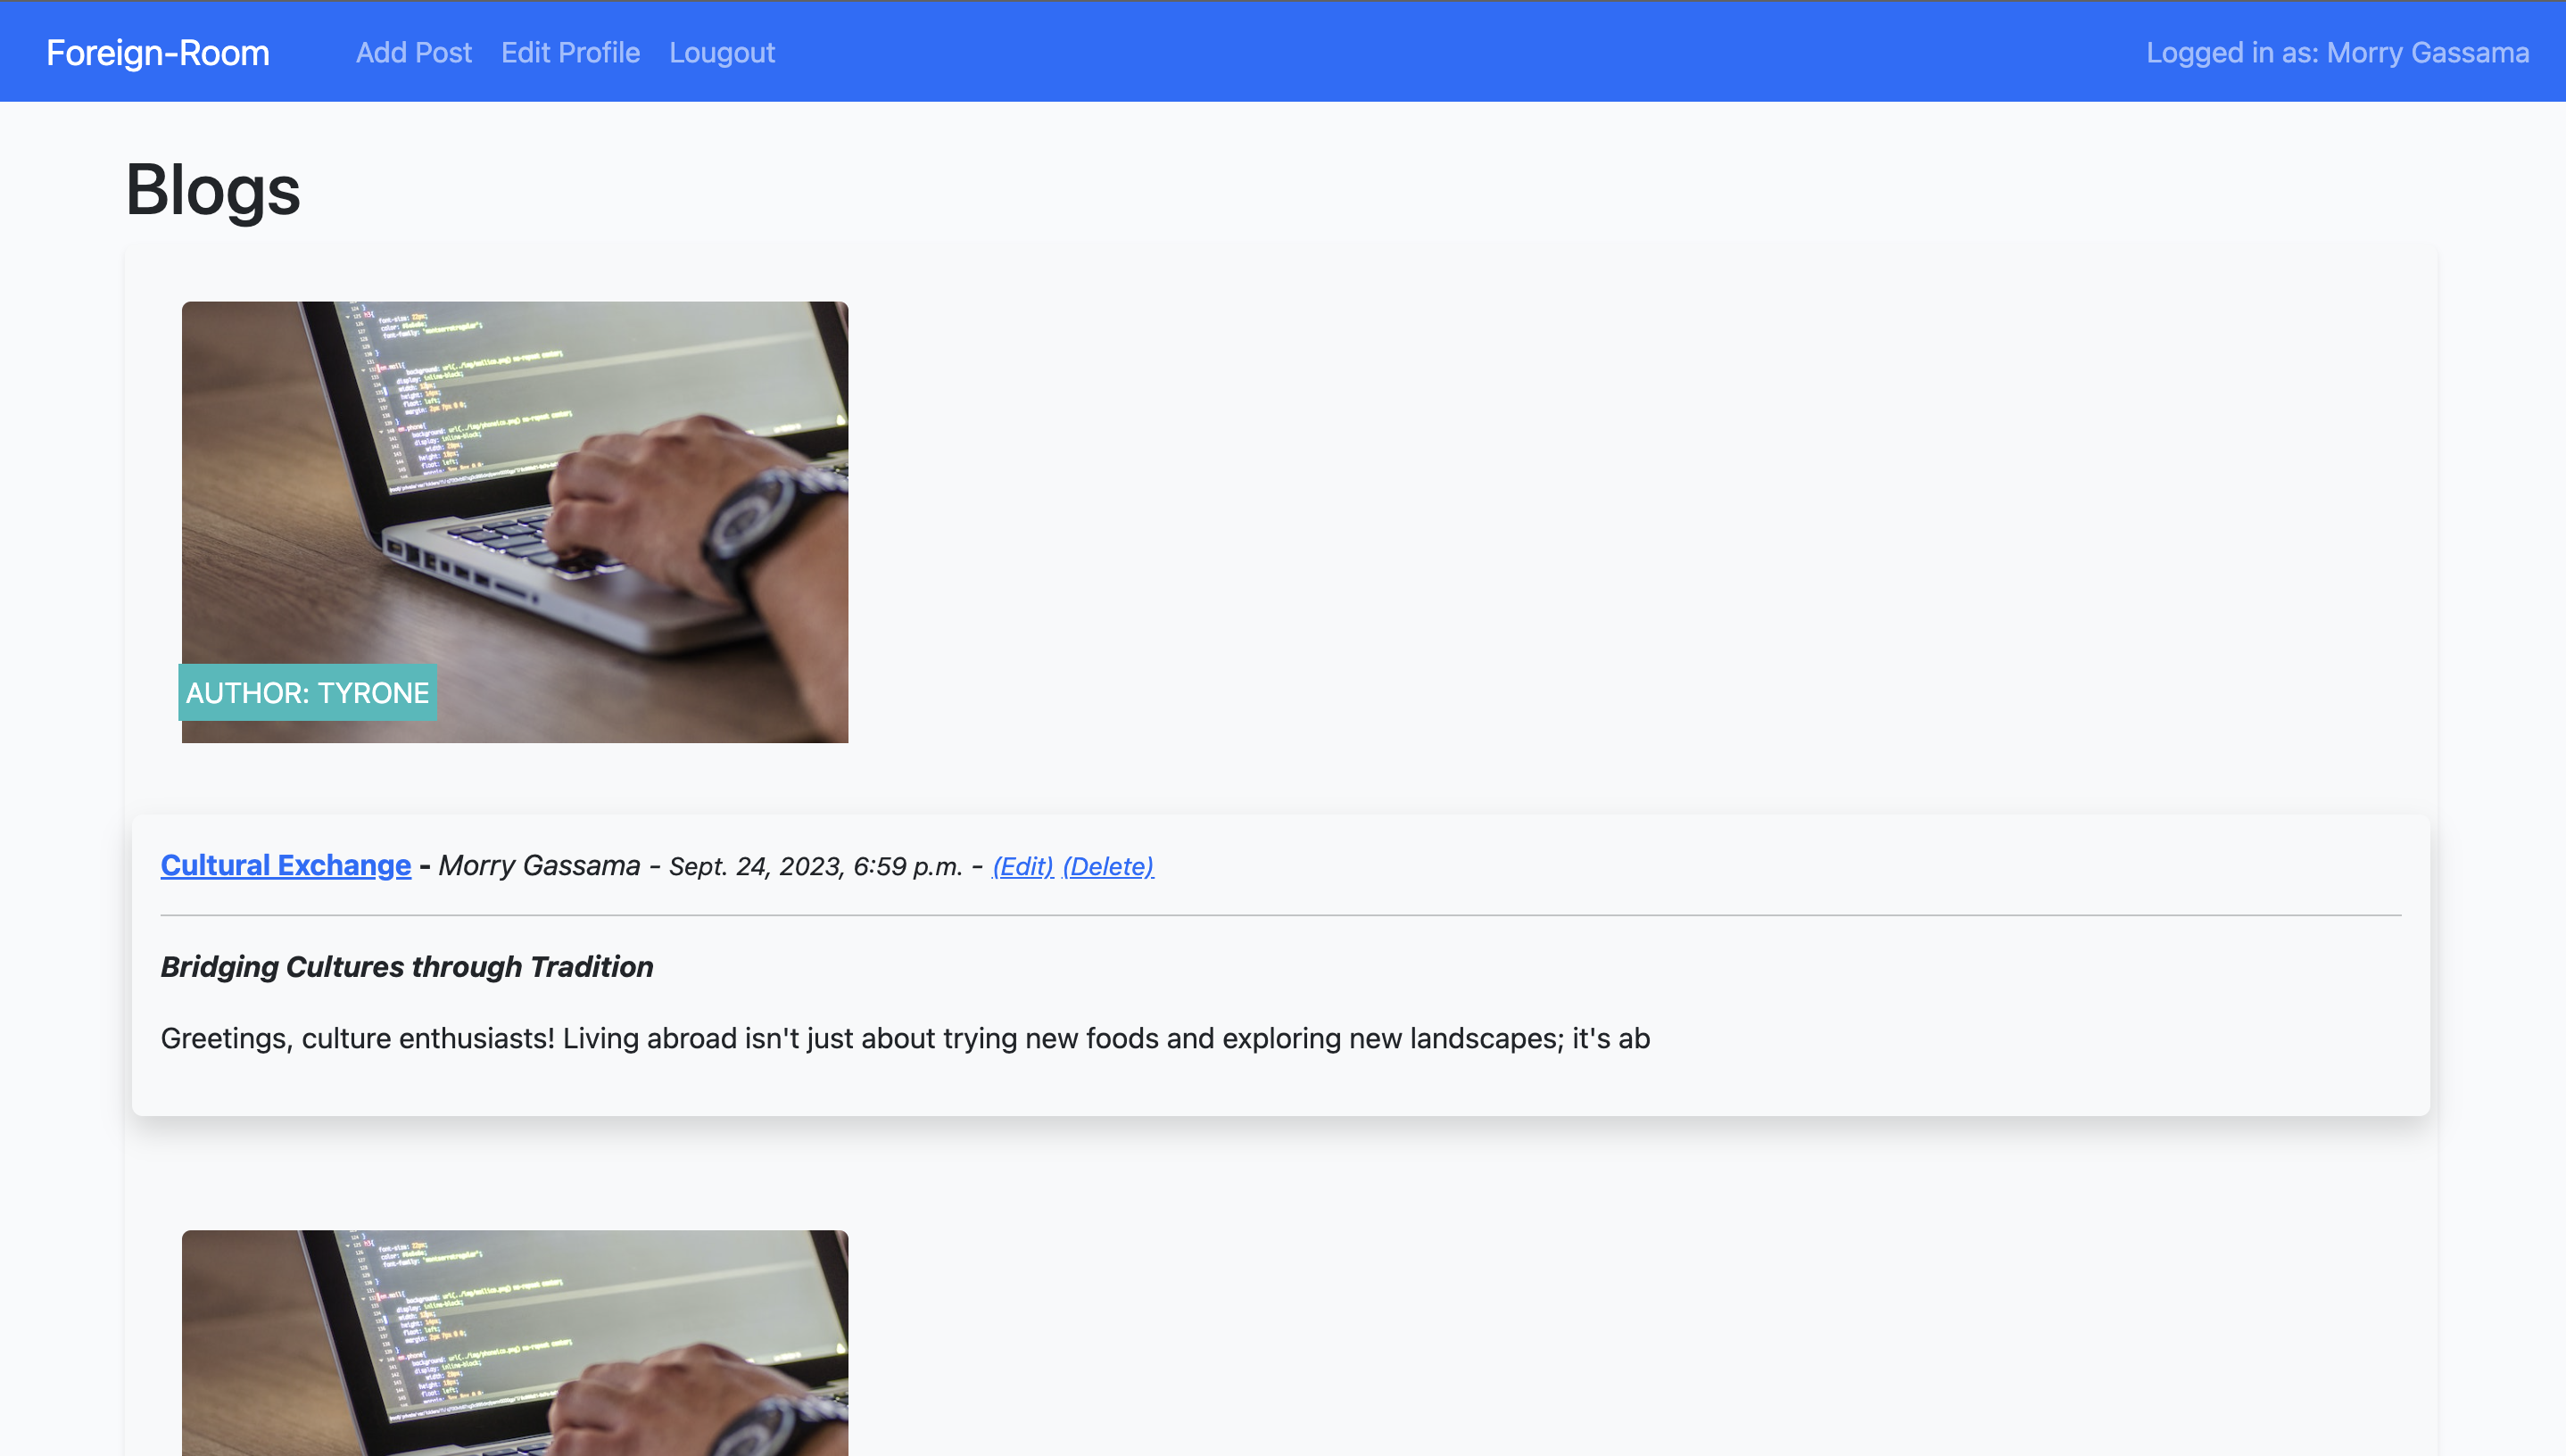 Foreign-Room Add Post Edit Profile Lougout Logged in as: Morry Gassama
Blogs
AUTHOR: TYRONE
Cultural Exchange - Morry Gassama - Sept. 24, 2023, 6:59 p.m. - (Edit) (Delete)
Bridging Cultures through Tradition
Greetings, culture enthusiasts! Living abroad isn't just about trying new foods and exploring new landscapes; it's ab